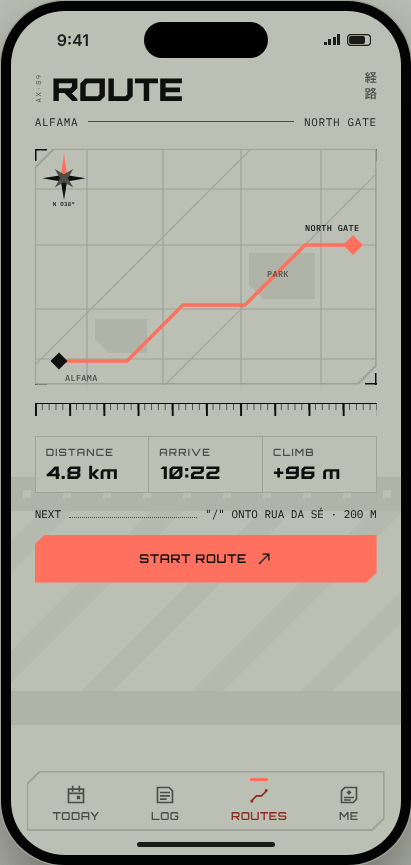 9:41
AX-09
ROUTE
経路
ALFAMA
NORTH GATE
N 038°
NORTH GATE
PARK
ALFAMA
DISTANCE
4.8 km
ARRIVE
10:22
CLIMB
+96 m
NEXT
"/" ONTO RUA DA SÉ · 200 M
START ROUTE ↗
TODAY
LOG
ROUTES
ME